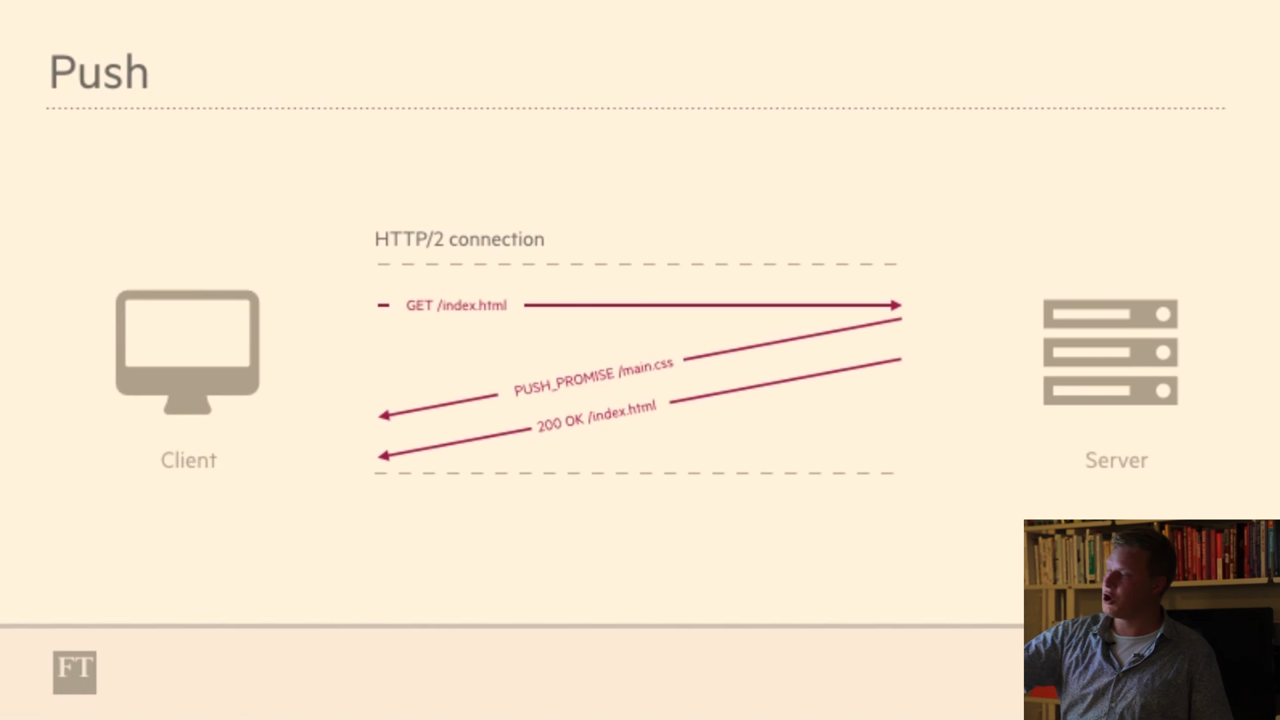 Push
HTTP/2 connection
GET /index.html
PUSH_PROMISE /main.css
200 OK /index.html
Client
Server
FT